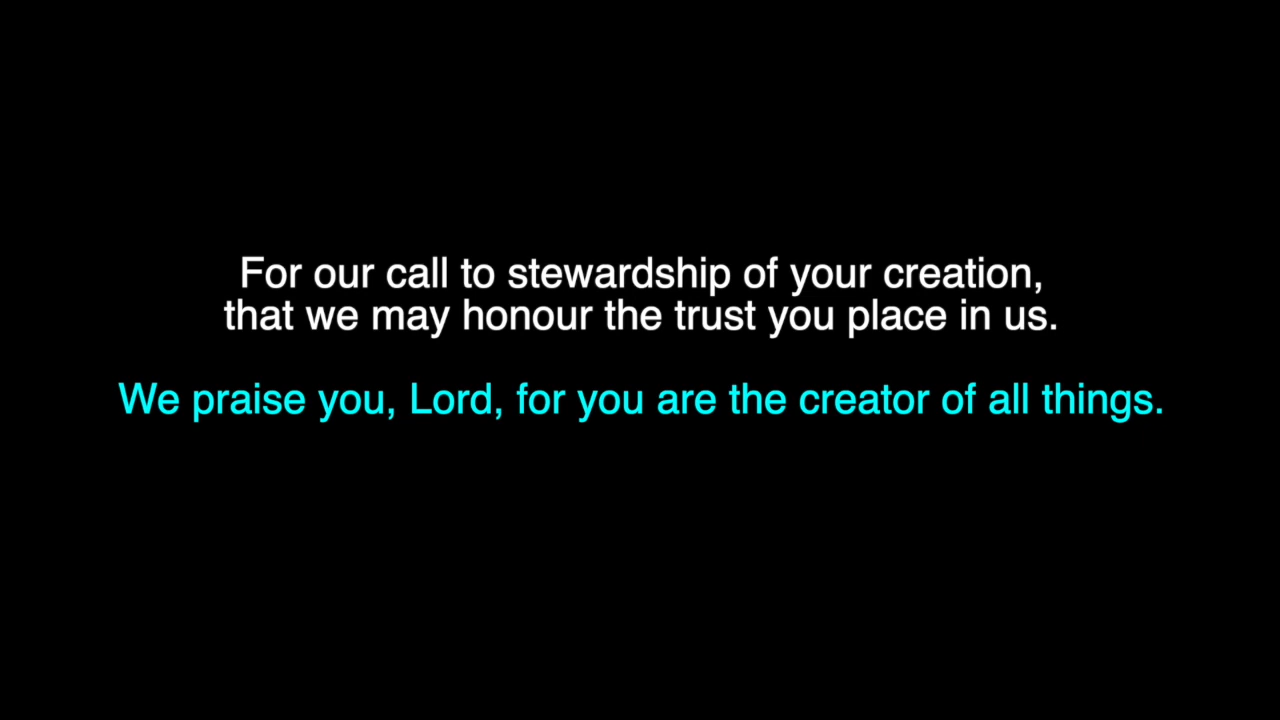 For our call to stewardship of your creation,
that we may honour the trust you place in us.
We praise you, Lord, for you are the creator of all things.